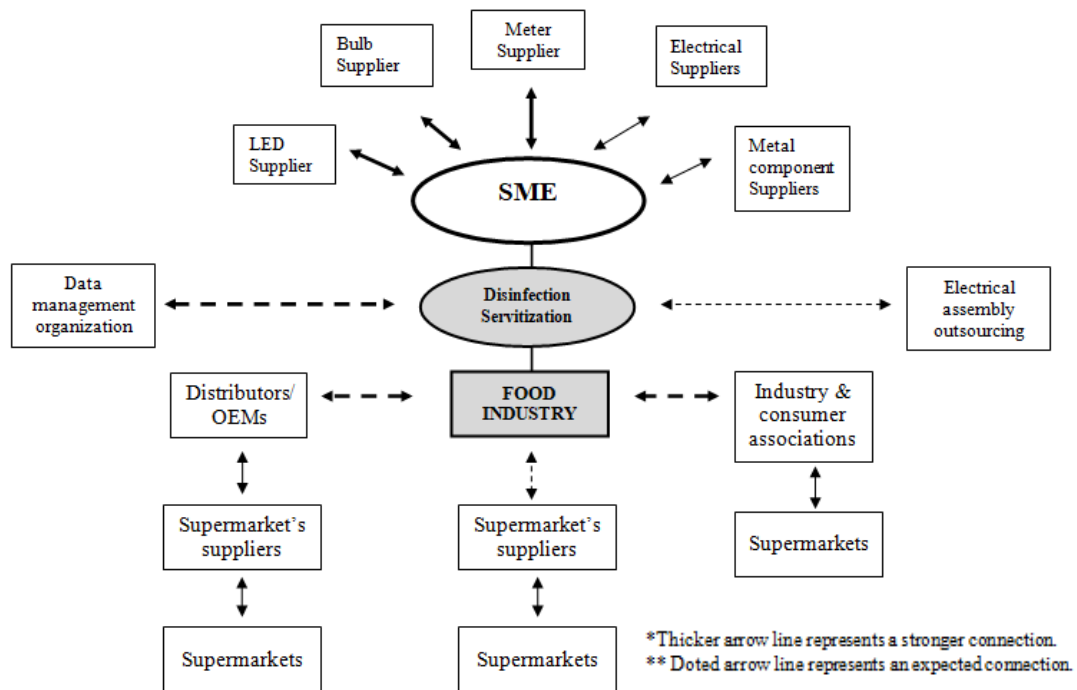 Meter
Supplier
Bulb
Supplier
Electrical
Suppliers
LED
Supplier
Metal
component
Suppliers
SME
Data
management
organization
Disinfection
Servitization
Electrical
assembly
outsourcing
Distributors/
OEMs
FOOD
INDUSTRY
Industry &
consumer
associations
Supermarket's
suppliers
Supermarket's
suppliers
Supermarkets
Supermarkets
Supermarkets
*Thicker arrow line represents a stronger connection.
** Doted arrow line represents an expected connection.